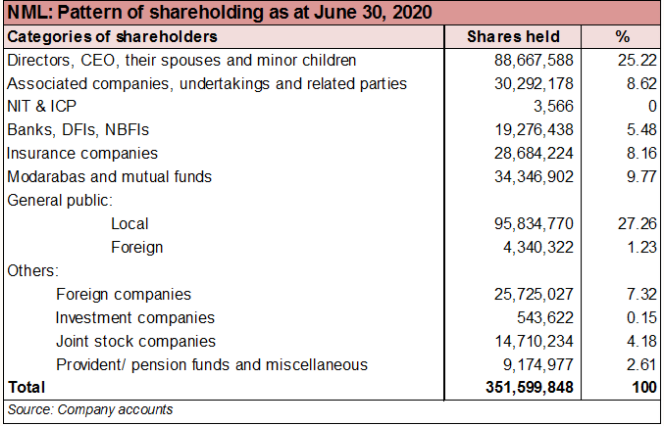 NML: Pattern of shareholding as at June 30, 2020
Categories of shareholders Shares held %
Directors, CEO, their spouses and minor children 88,667,588 25.22
Associated companies, undertakings and related parties 30,292,178 8.62
NIT & ICP 3,566 0
Banks, DFIs, NBFIs 19,276,438 5.48
Insurance companies 28,684,224 8.16
Modarabas and mutual funds 34,346,902 9.77
General public:
Local 95,834,770 27.26
Foreign 4,340,322 1.23
Others:
Foreign companies 25,725,027 7.32
Investment companies 543,622 0.15
Joint stock companies 14,710,234 4.18
Provident/ pension funds and miscellaneous 9,174,977 2.61
Total 351,599,848 100
Source: Company accounts